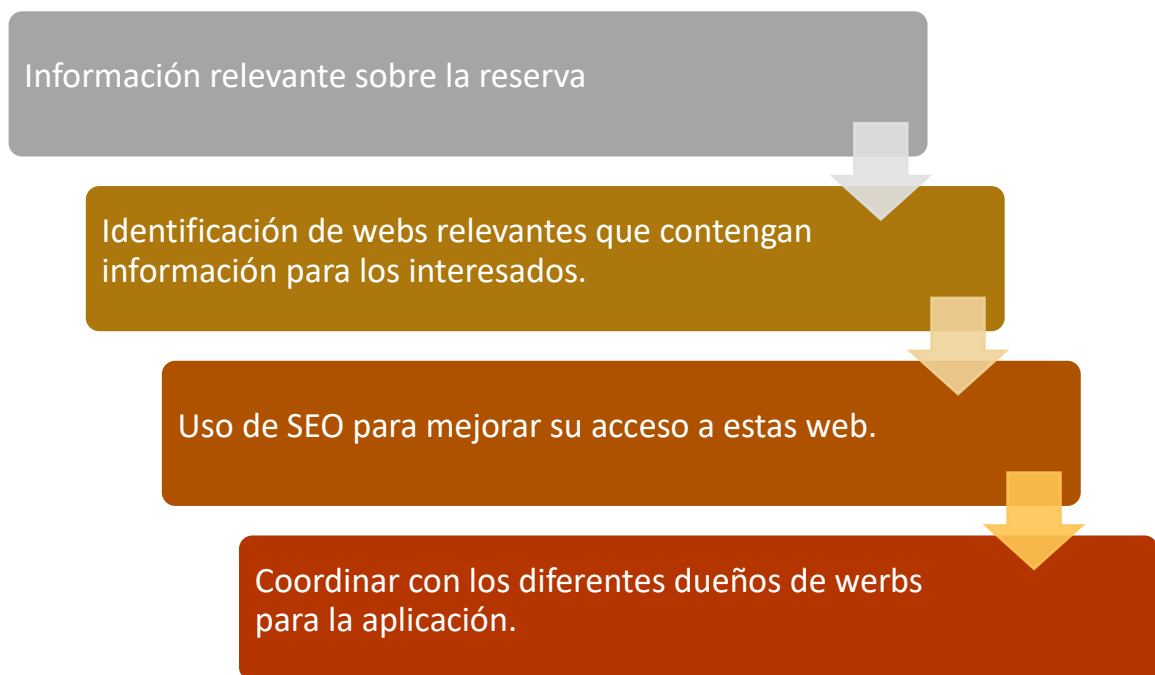 Información relevante sobre la reserva
Identificación de webs relevantes que contengan
información para los interesados.
Uso de SEO para mejorar su acceso a estas web.
Coordinar con los diferentes dueños de werbs
para la aplicación.